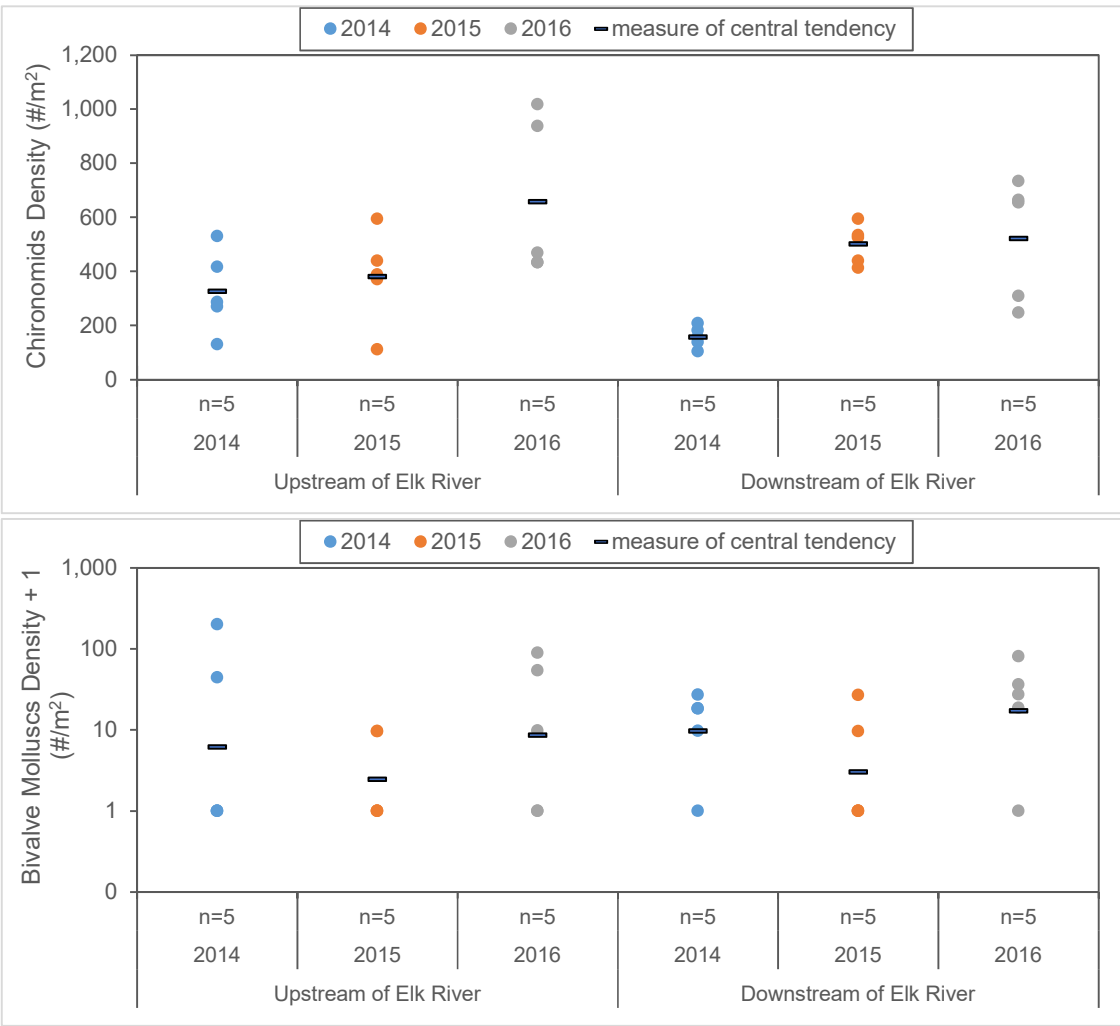 2014 2015 2016 measure of central tendency
Chironomids Density (#/m²)
1,200
1,000
800
600
400
200
0
n=5 n=5 n=5 n=5 n=5 n=5
2014 2015 2016 2014 2015 2016
Upstream of Elk River Downstream of Elk River
2014 2015 2016 measure of central tendency
Bivalve Molluscs Density + 1
(#/m²)
1,000
100
10
1
0
n=5 n=5 n=5 n=5 n=5 n=5
2014 2015 2016 2014 2015 2016
Upstream of Elk River Downstream of Elk River